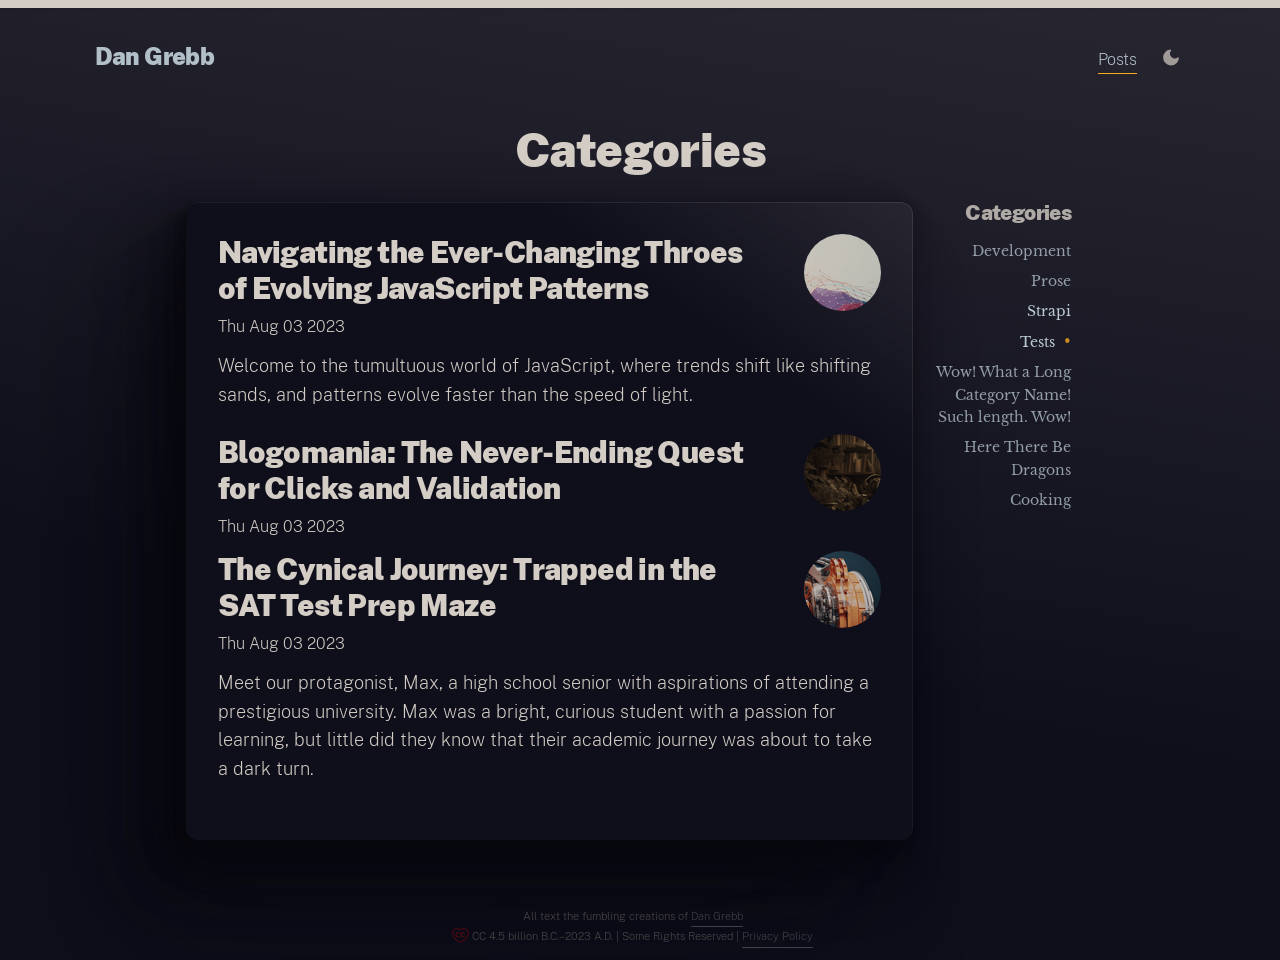 Dan Grebb
Posts
Categories
Navigating the Ever-Changing Throes
of Evolving JavaScript Patterns
Thu Aug 03 2023
Welcome to the tumultuous world of JavaScript, where trends shift like shifting
sands, and patterns evolve faster than the speed of light.
Blogomania: The Never-Ending Quest
for Clicks and Validation
Thu Aug 03 2023
The Cynical Journey: Trapped in the
SAT Test Prep Maze
Thu Aug 03 2023
Meet our protagonist, Max, a high school senior with aspirations of attending a
prestigious university. Max was a bright, curious student with a passion for
learning, but little did they know that their academic journey was about to take
a dark turn.
Categories
Development
Prose
Strapi
Tests •
Wow! What a Long
Category Name!
Such length. Wow!
Here There Be
Dragons
Cooking
All text the fumbling creations of Dan Grebb
CC 4.5 billion B.C.–2023 A.D. | Some Rights Reserved | Privacy Policy